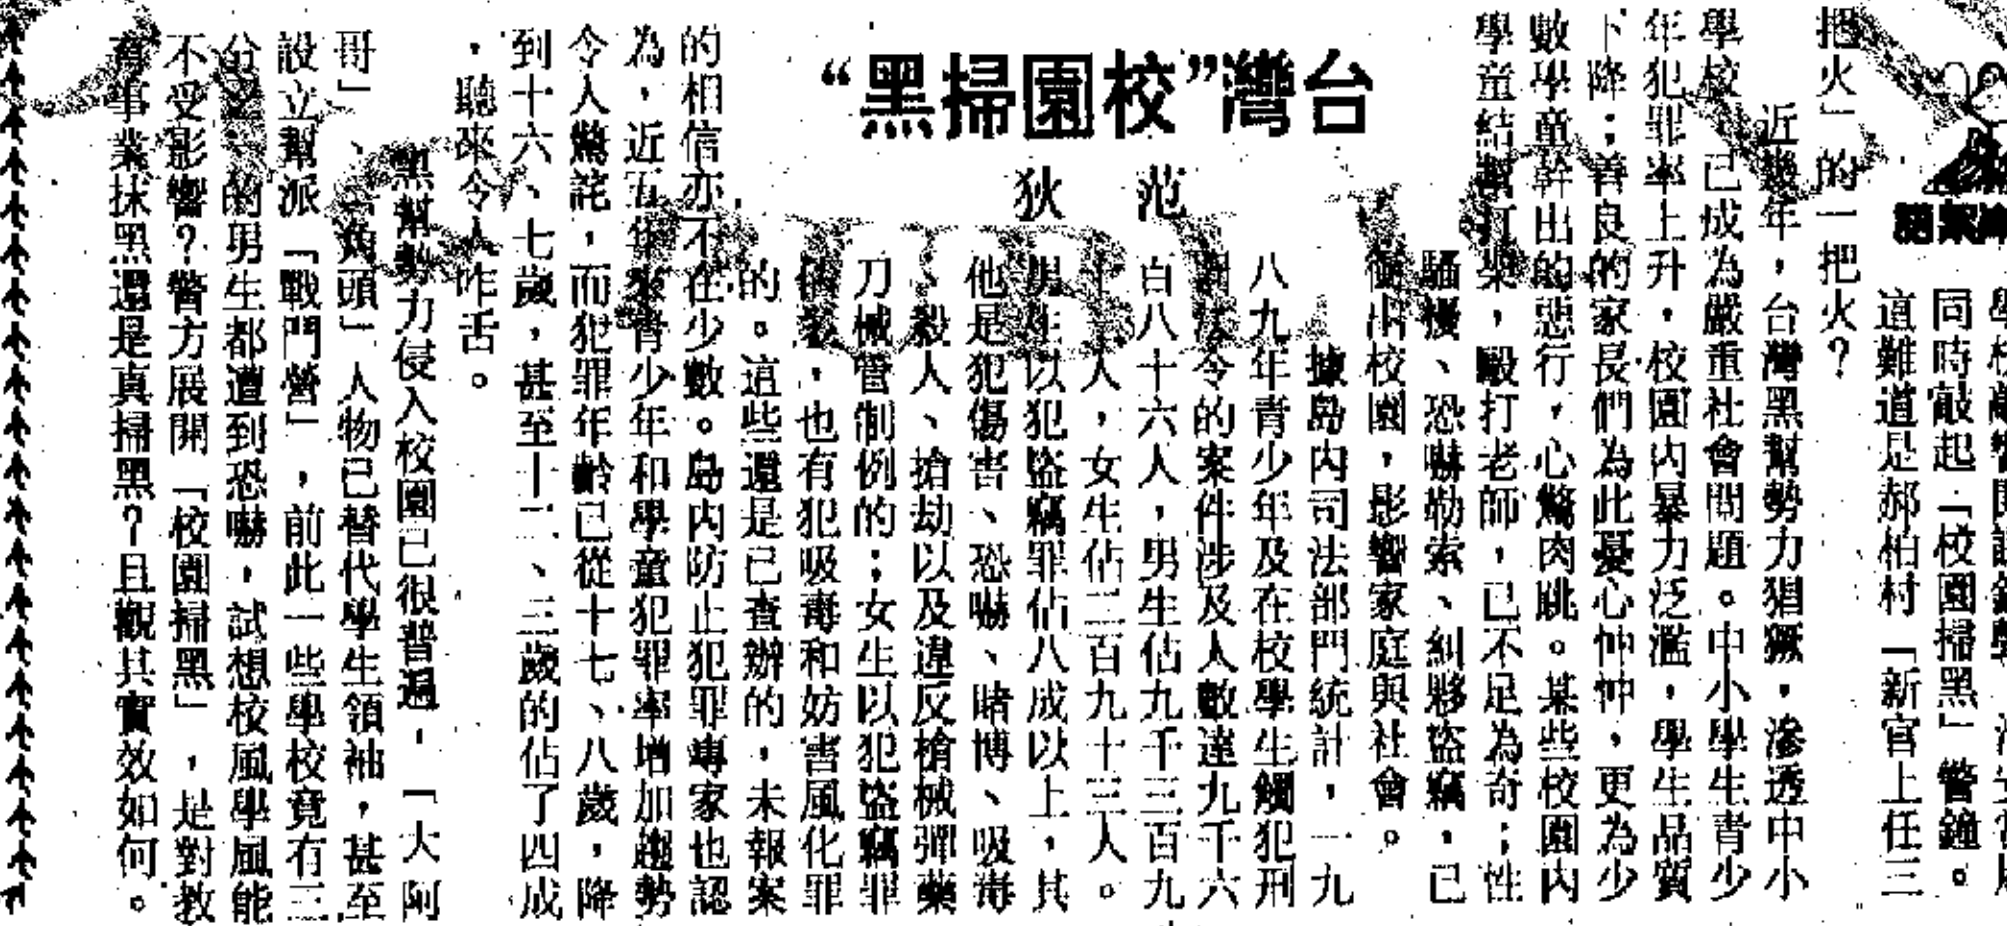 台灣“校園掃黑”
范狄
同時敲起「校園掃黑」警鐘。
這難道是郝柏村「新官上任三
把火」的一把火？
近幾年，台灣黑幫勢力猖獗，滲透中小
學校，已成為嚴重社會問題。中小學生青少
年犯罪率上升，校園內暴力泛濫，學生品質
下降；善良的家長們為此憂心忡忡，更為少
數學童幹出的惡行，心驚肉跳。某些校園內
學童結幫打架，毆打老師，已不足為奇；性
騷擾、恐嚇勒索、糾夥盜竊，已
衝出校園，影響家庭與社會。
據島內司法部門統計，一九
八九年青少年及在校學生觸犯刑
罰法令的案件涉及人數達九千六
百八十六人，男生佔九千三百九
十三人，女生佔二百九十三人。
男生以犯盜竊罪佔八成以上，其
他是犯傷害、恐嚇、賭博、吸毒
、殺人、搶劫以及違反槍械彈藥
刀械管制例的；女生以犯盜竊罪
，也有犯吸毒和妨害風化罪
的。這些還是已查辦的，未報案
的相信亦不在少數。島內防止犯罪專家也認
為，近五年來青少年和學童犯罪率增加趨勢
令人驚詫，而犯罪年齡已從十七、八歲，降
到十六、七歲，甚至十二、三歲的佔了四成
，聽來令人咋舌。
黑幫勢力侵入校園已很普遍，「大阿
哥」、「角頭」人物已替代學生領袖，甚至
設立幫派「戰鬥營」，前此一些學校竟有三
分之一的男生都遭到恐嚇，試想校風學風能
不受影響？警方展開「校園掃黑」，是對教
育事業抹黑還是真掃黑？且觀其實效如何。